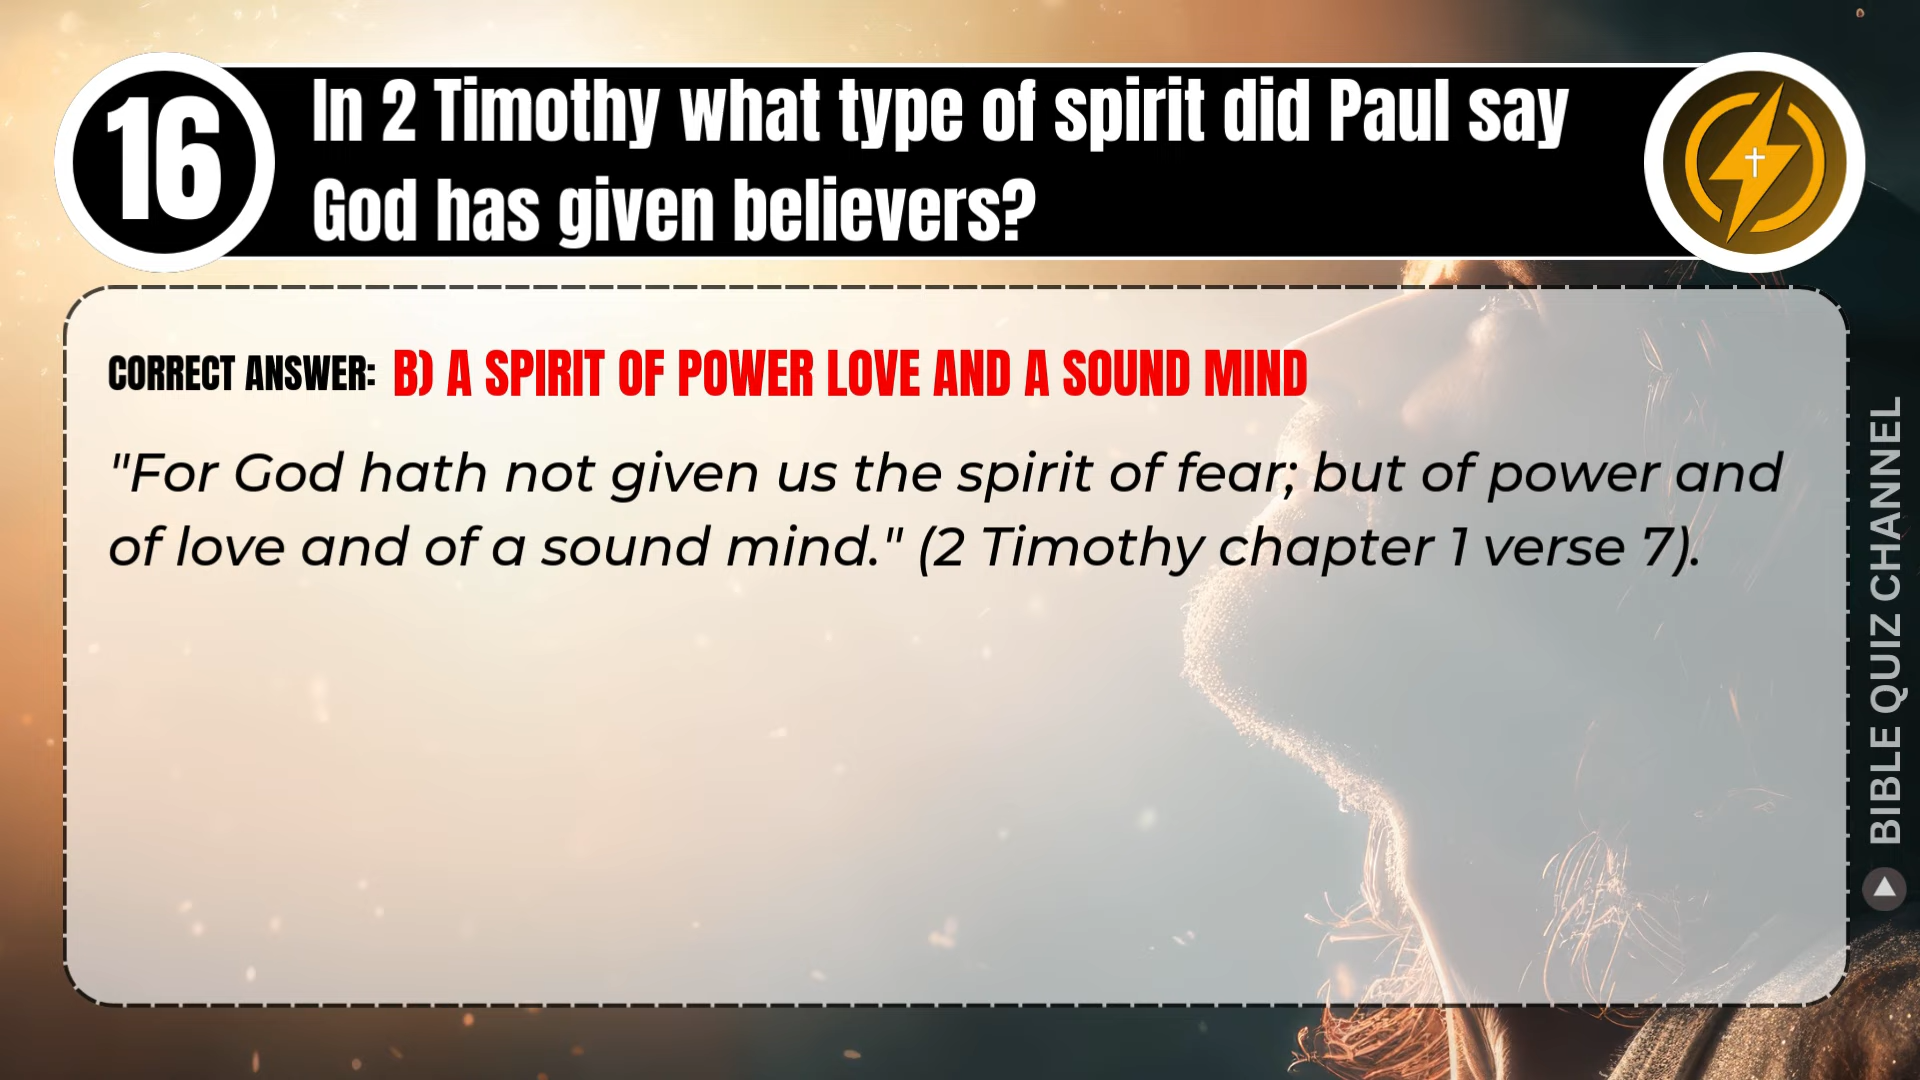 16
In 2 Timothy what type of spirit did Paul say
God has given believers?
CORRECT ANSWER: B) A SPIRIT OF POWER LOVE AND A SOUND MIND
"For God hath not given us the spirit of fear; but of power and
of love and of a sound mind." (2 Timothy chapter 1 verse 7).
BIBLE QUIZ CHANNEL